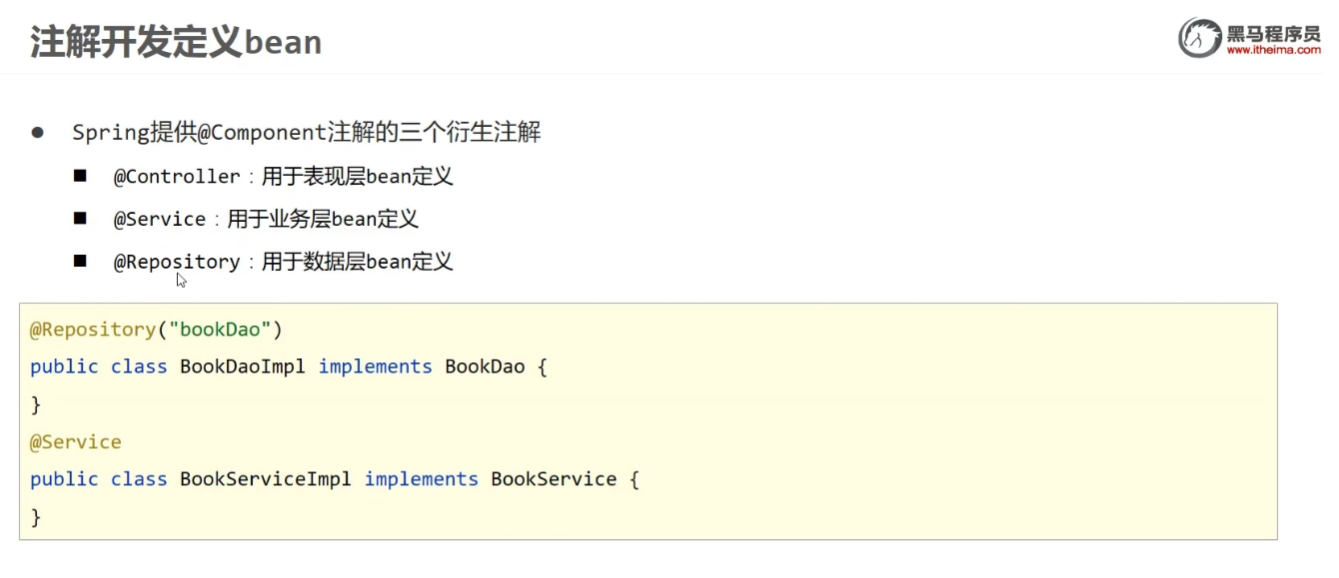 注解开发定义bean
黑马程序员
www.itheima.com
● Spring提供@Component注解的三个衍生注解
■ @Controller：用于表现层bean定义
■ @Service：用于业务层bean定义
■ @Repository：用于数据层bean定义
@Repository("bookDao")
public class BookDaoImpl implements BookDao {
}
@Service
public class BookServiceImpl implements BookService {
}